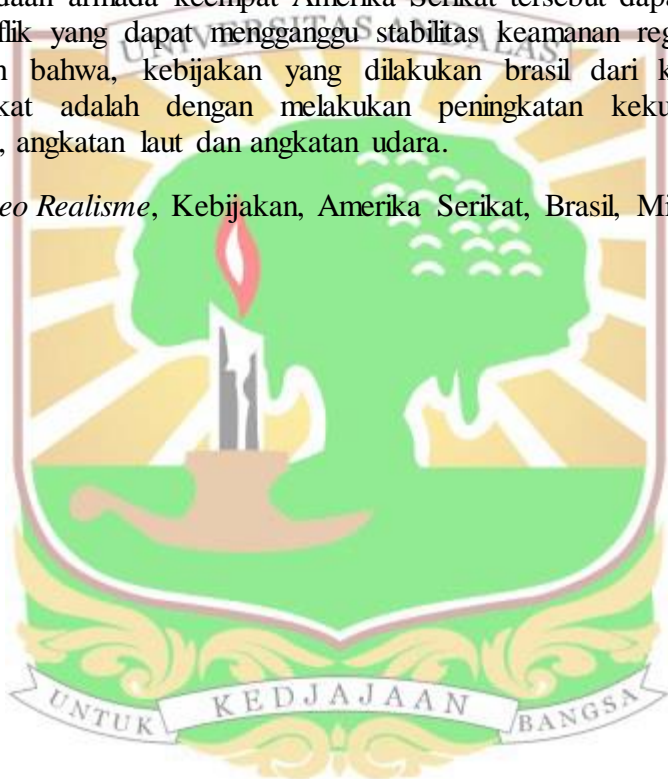 daan armada keempat Amerika Serikat tersebut dapa
flik yang dapat mengganggu stabilitas keamanan reg
UNIVERSITAS ANDALAS
n bahwa, kebijakan yang dilakukan brasil dari k
kat adalah dengan melakukan peningkatan keku
, angkatan laut dan angkatan udara.
eo Realisme, Kebijakan, Amerika Serikat, Brasil, Mi
UNTUK KEDJAJAAN BANGSA